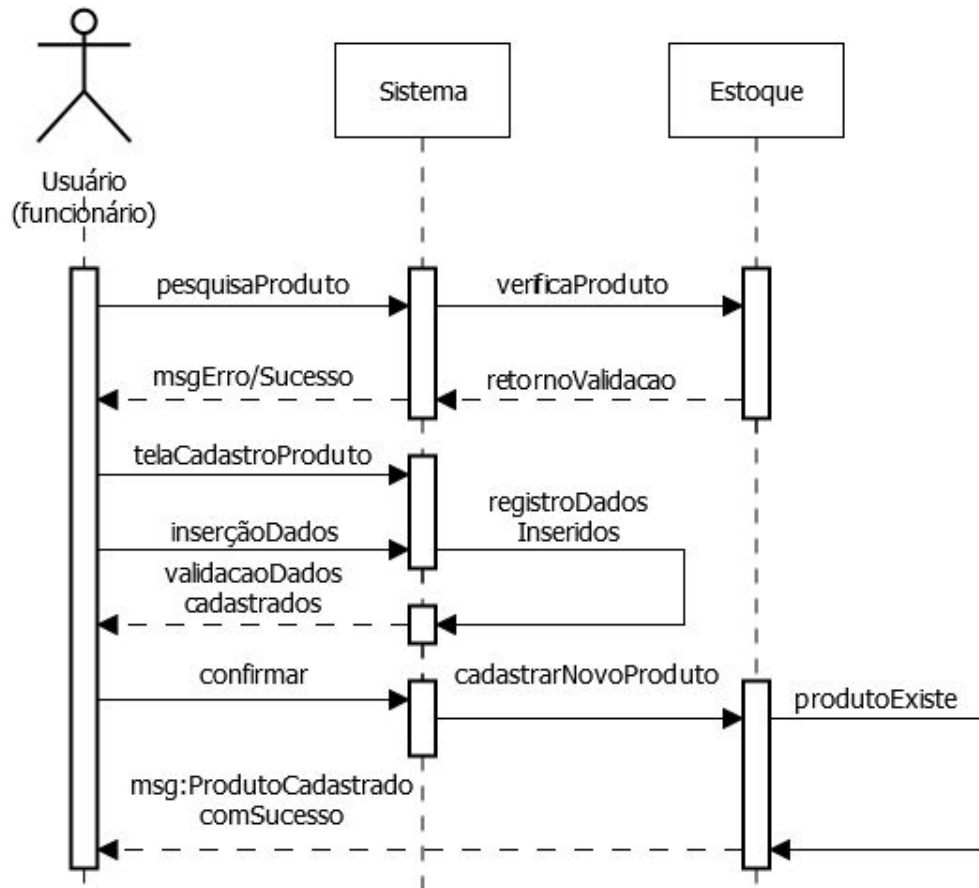 Sistema
Estoque
Usuário
(funcionário)
pesquisaProduto
verificaProduto
msgErro/Sucesso
retornoValidacao
telaCadastroProduto
registroDados
Inseridos
inserçãoDados
validacaoDados
cadastrados
confirmar
cadastrarNovoProduto
produtoExiste
msg:ProdutoCadastrado
comSucesso